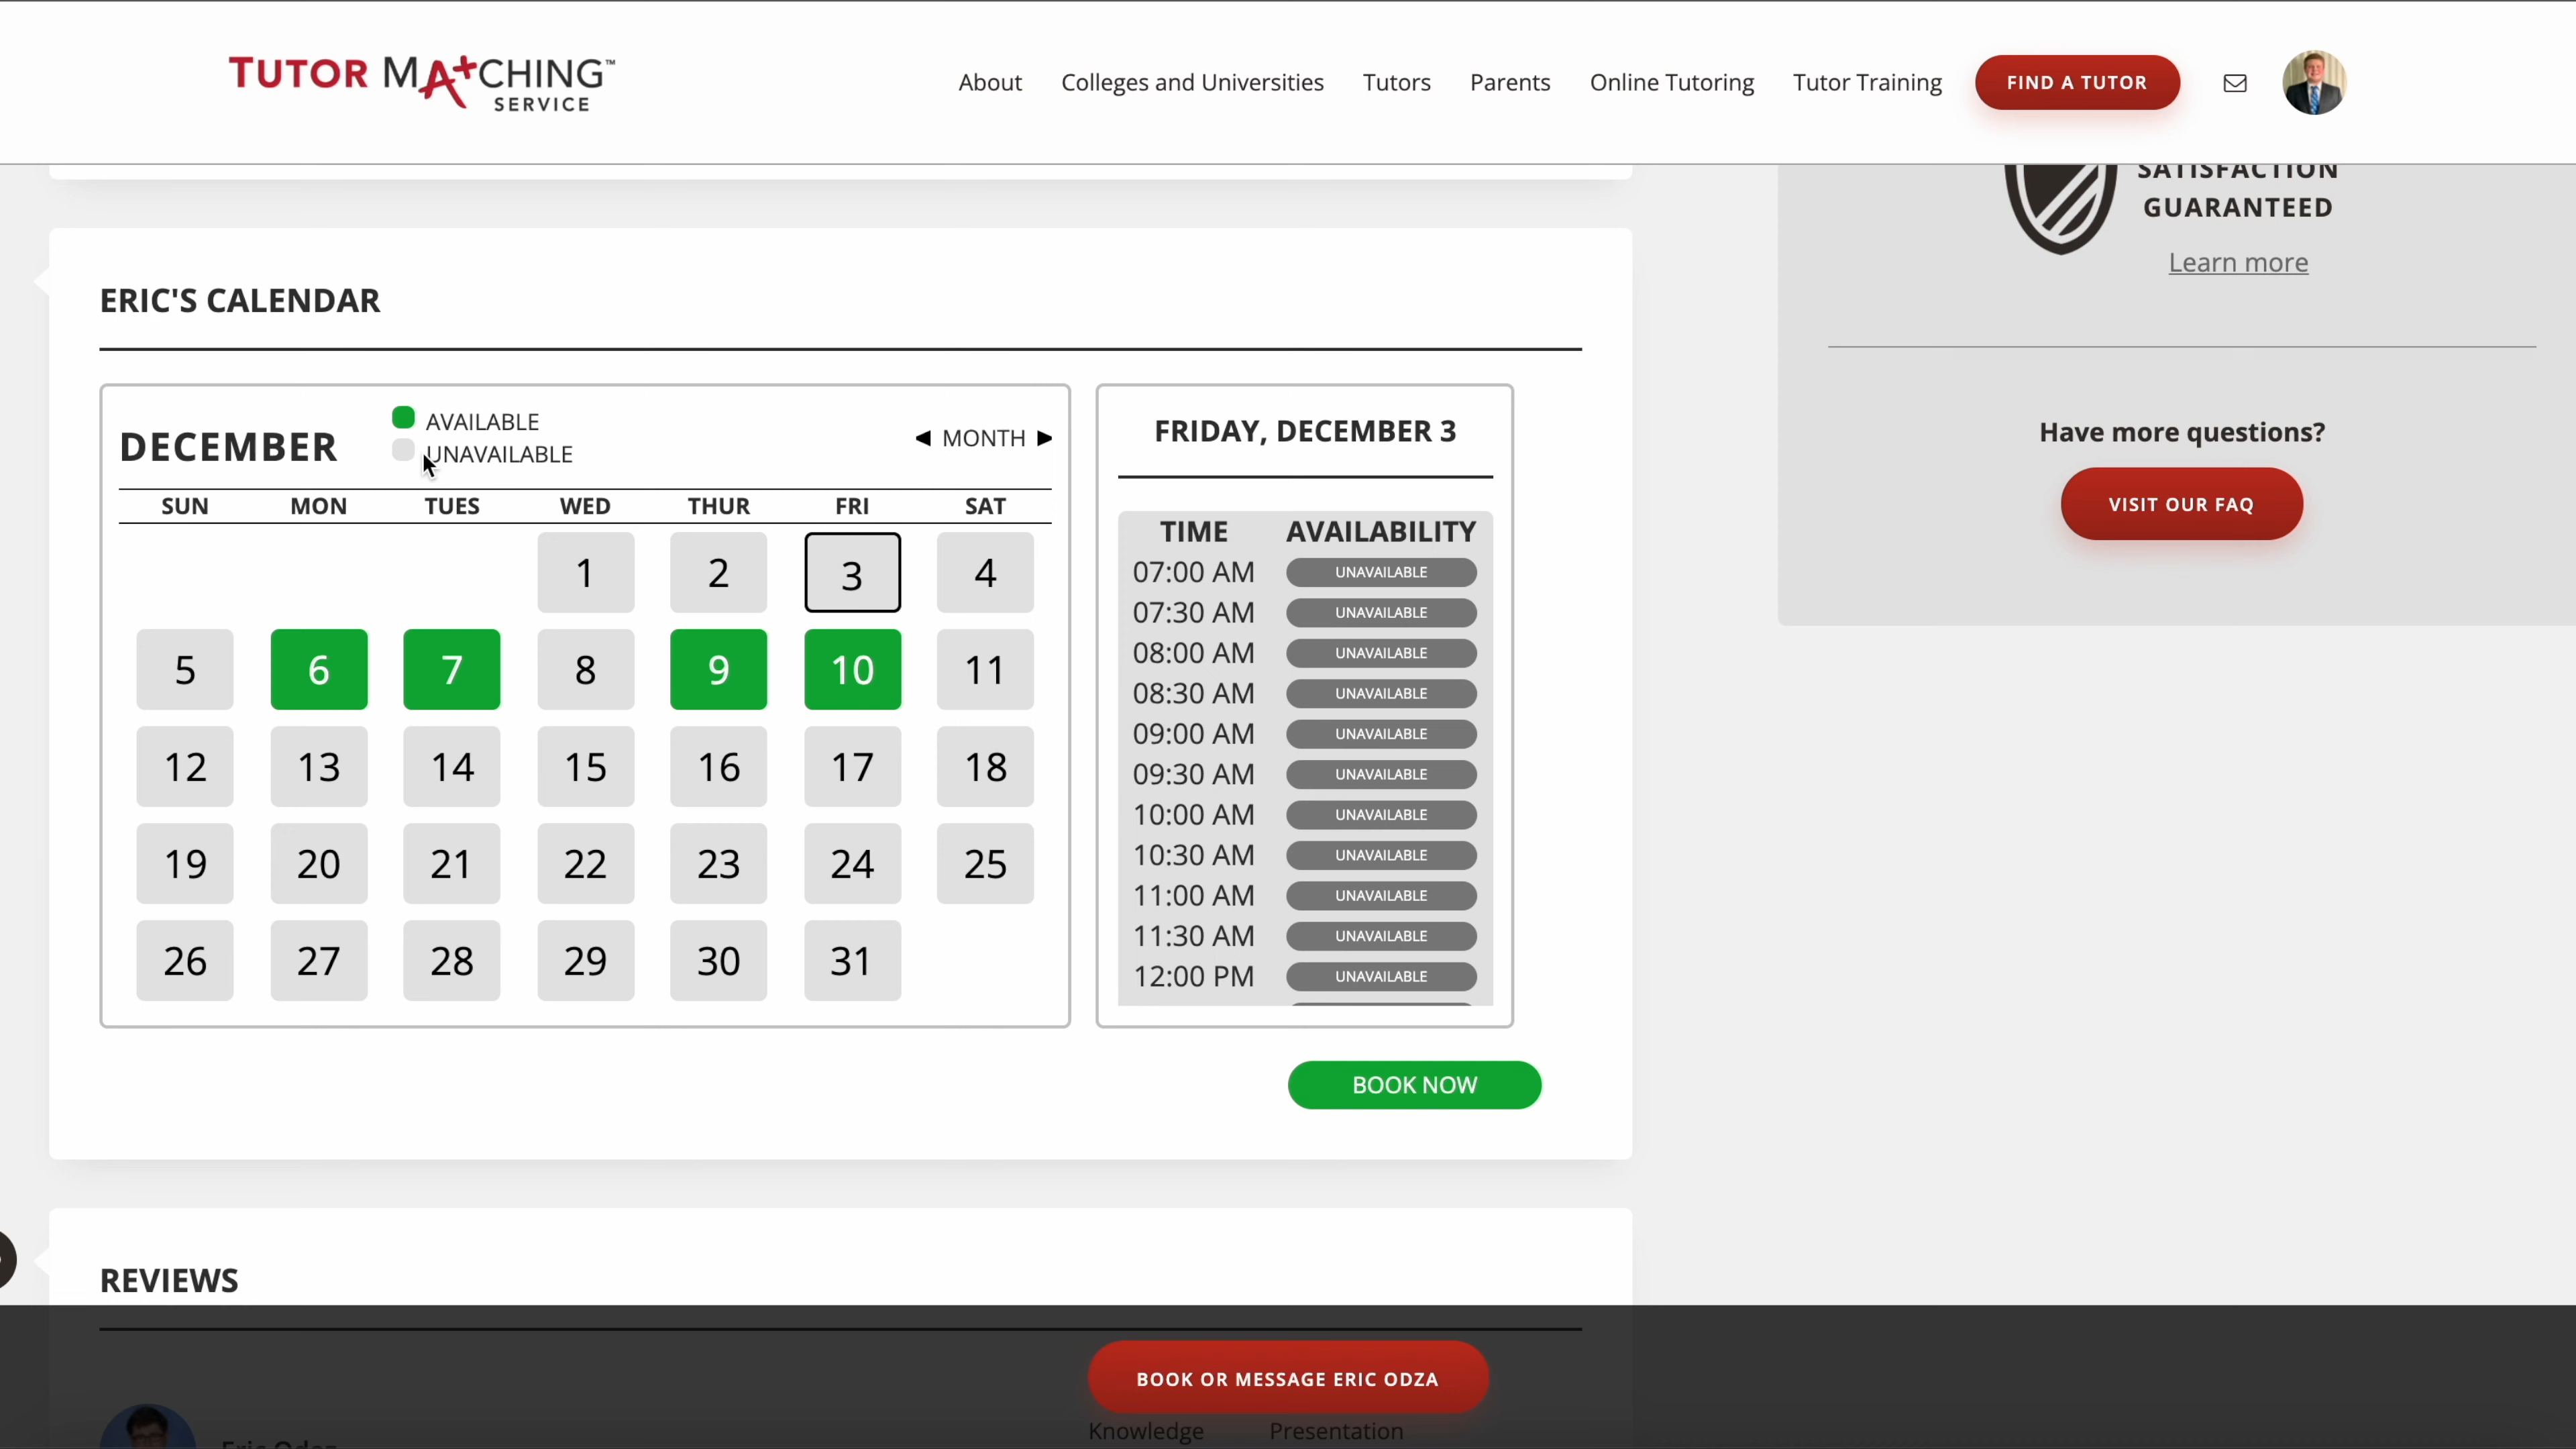 TUTOR MA+CHING™
SERVICE
About Colleges and Universities Tutors Parents Online Tutoring Tutor Training FIND A TUTOR
SATISFACTION
GUARANTEED
Learn more
Have more questions?
VISIT OUR FAQ
ERIC'S CALENDAR
DECEMBER
AVAILABLE
UNAVAILABLE
◀ MONTH ▶
SUN MON TUES WED THUR FRI SAT
1 2 3 4
5 6 7 8 9 10 11
12 13 14 15 16 17 18
19 20 21 22 23 24 25
26 27 28 29 30 31
FRIDAY, DECEMBER 3
TIME AVAILABILITY
07:00 AM UNAVAILABLE
07:30 AM UNAVAILABLE
08:00 AM UNAVAILABLE
08:30 AM UNAVAILABLE
09:00 AM UNAVAILABLE
09:30 AM UNAVAILABLE
10:00 AM UNAVAILABLE
10:30 AM UNAVAILABLE
11:00 AM UNAVAILABLE
11:30 AM UNAVAILABLE
12:00 PM UNAVAILABLE
BOOK NOW
REVIEWS
BOOK OR MESSAGE ERIC ODZA
Knowledge Presentation